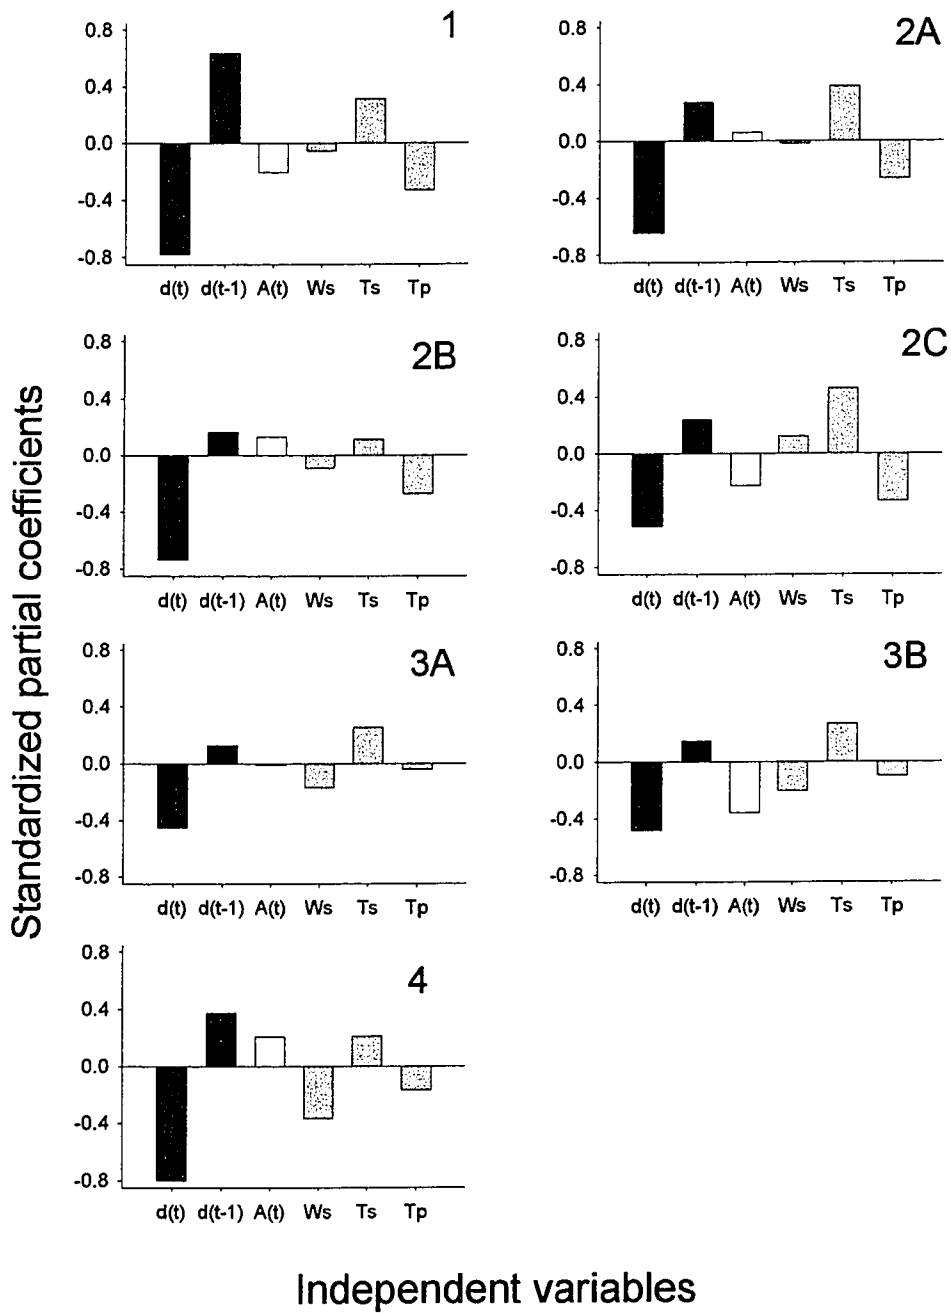 Standardized partial coefficients
1
0.8
0.4
0.0
-0.4
-0.8
d(t) d(t-1) A(t) Ws Ts Tp
2A
0.8
0.4
0.0
-0.4
-0.8
d(t) d(t-1) A(t) Ws Ts Tp
2B
0.8
0.4
0.0
-0.4
-0.8
d(t) d(t-1) A(t) Ws Ts Tp
2C
0.8
0.4
0.0
-0.4
-0.8
d(t) d(t-1) A(t) Ws Ts Tp
3A
0.8
0.4
0.0
-0.4
-0.8
d(t) d(t-1) A(t) Ws Ts Tp
3B
0.8
0.4
0.0
-0.4
-0.8
d(t) d(t-1) A(t) Ws Ts Tp
4
0.8
0.4
0.0
-0.4
-0.8
d(t) d(t-1) A(t) Ws Ts Tp
Independent variables